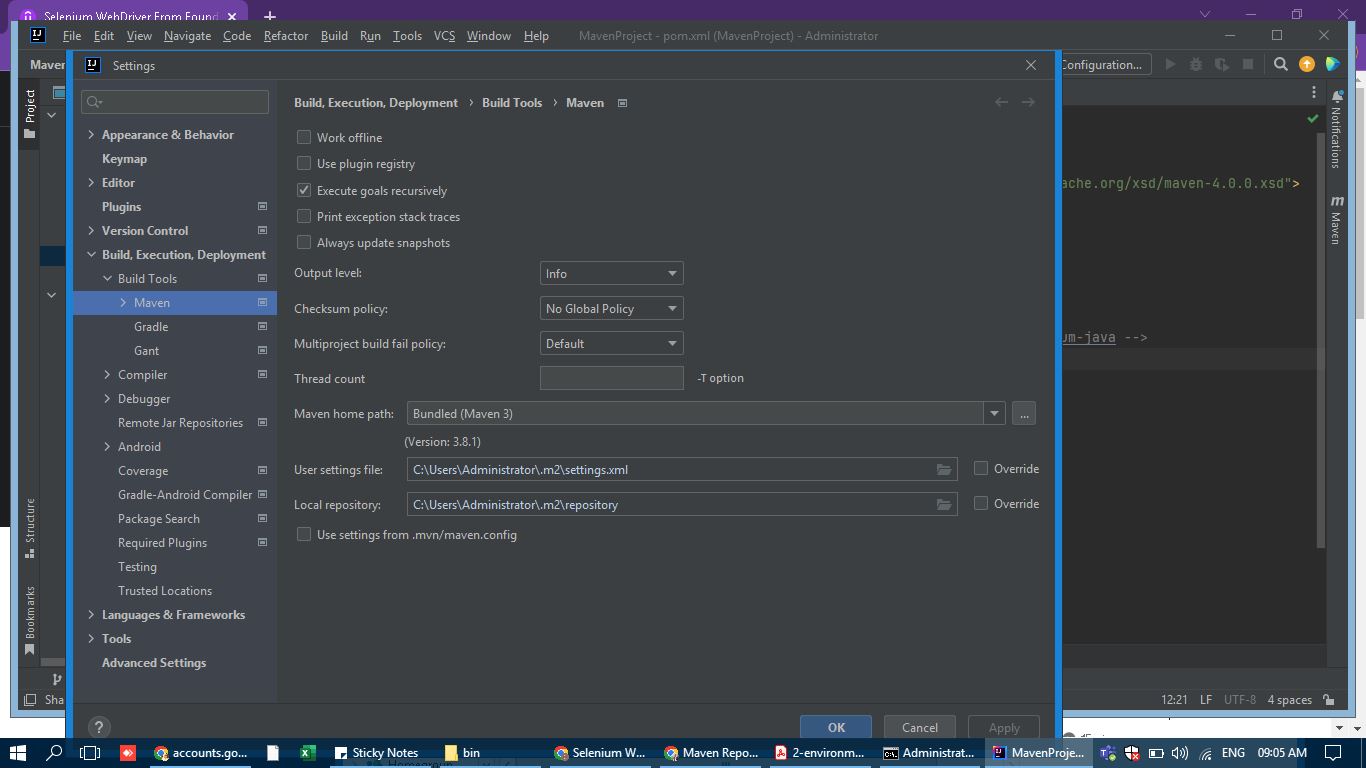 Selenium WebDriver From Found
File Edit View Navigate Code Refactor Build Run Tools VCS Window Help MavenProject - pom.xml (MavenProject) - Administrator
Maven
Settings
Configuration...
Project
Build, Execution, Deployment › Build Tools › Maven
Notifications
Maven
Appearance & Behavior
Keymap
Editor
Plugins
Version Control
Build, Execution, Deployment
Build Tools
Maven
Gradle
Gant
Compiler
Debugger
Remote Jar Repositories
Android
Coverage
Gradle-Android Compiler
Package Search
Required Plugins
Testing
Trusted Locations
Languages & Frameworks
Tools
Advanced Settings
Work offline
Use plugin registry
Execute goals recursively
Print exception stack traces
Always update snapshots
Output level: Info
Checksum policy: No Global Policy
Multiproject build fail policy: Default
Thread count -T option
Maven home path: Bundled (Maven 3) ...
(Version: 3.8.1)
User settings file: C:\Users\Administrator\.m2\settings.xml Override
Local repository: C:\Users\Administrator\.m2\repository Override
Use settings from .mvn/maven.config
ache.org/xsd/maven-4.0.0.xsd">
um-java -->
Structure
Bookmarks
Sha
12:21 LF UTF-8 4 spaces
? OK Cancel Apply
accounts.go... Sticky Notes bin Selenium W... Maven Repo... 2-environm... Administrat... MavenProje... ENG 09:05 AM